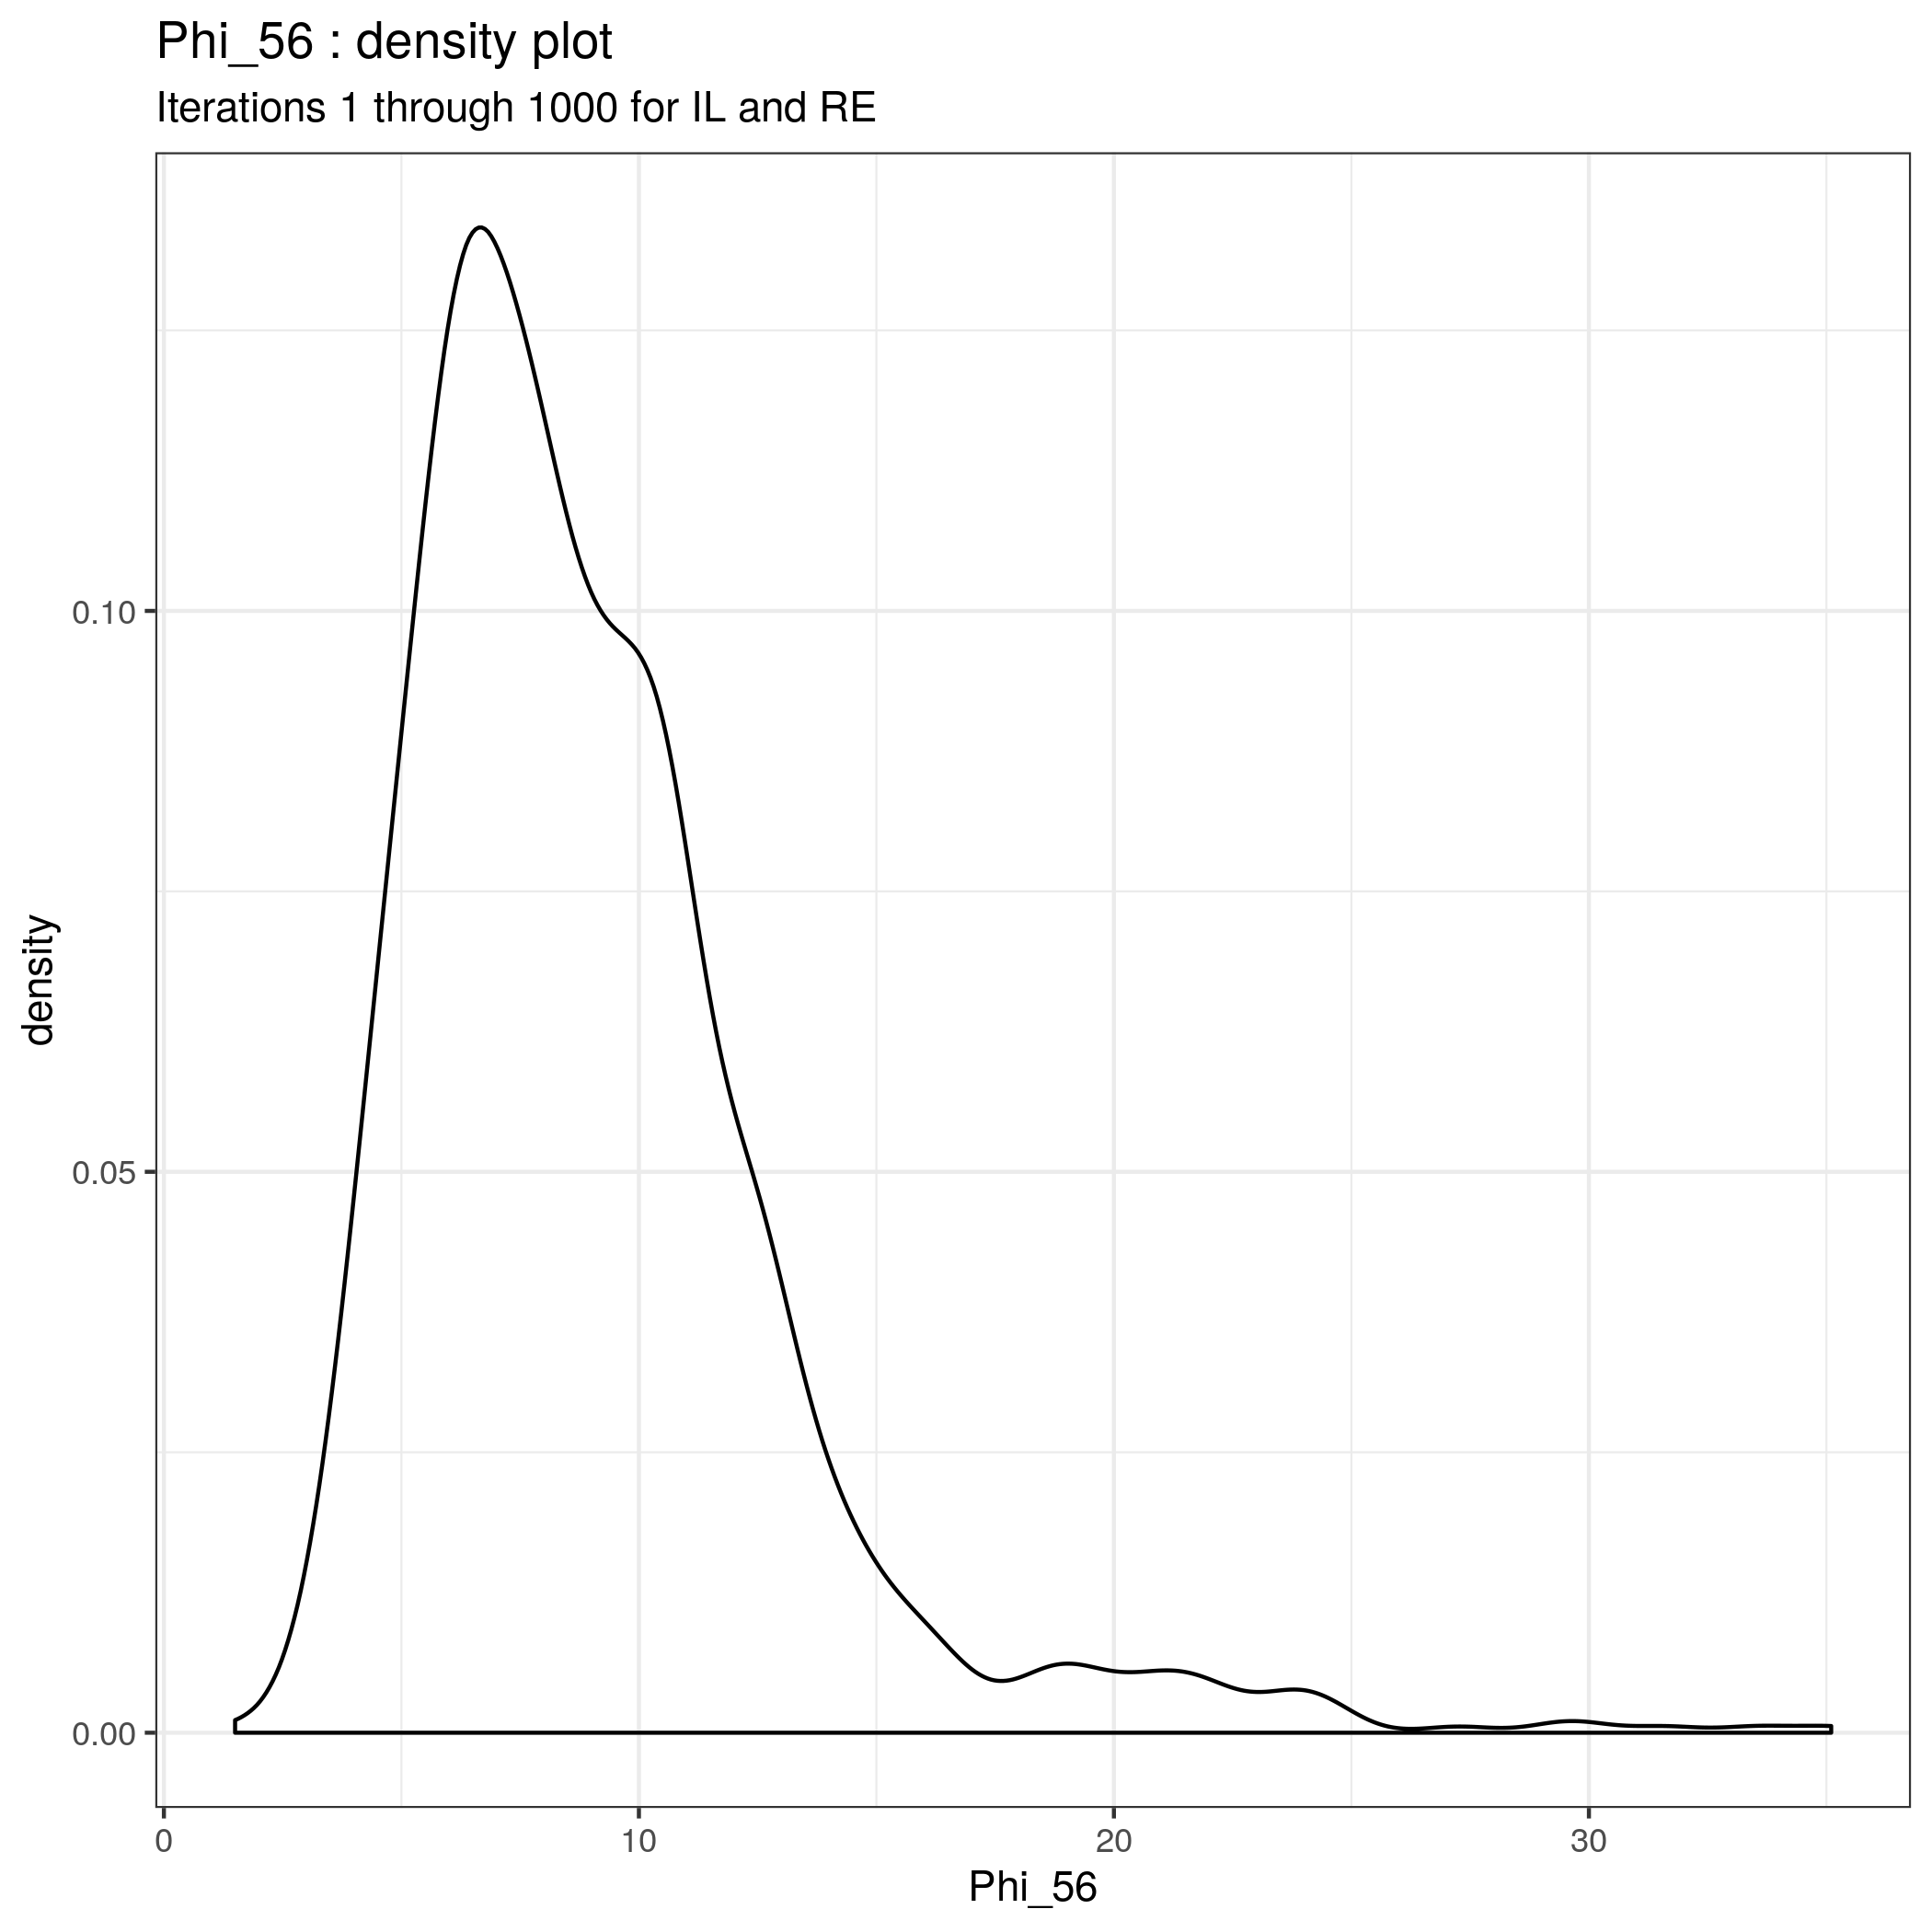 Phi_56 : density plot
Iterations 1 through 1000 for IL and RE
density
0.10
0.05
0.00
0 10 20 30
Phi_56